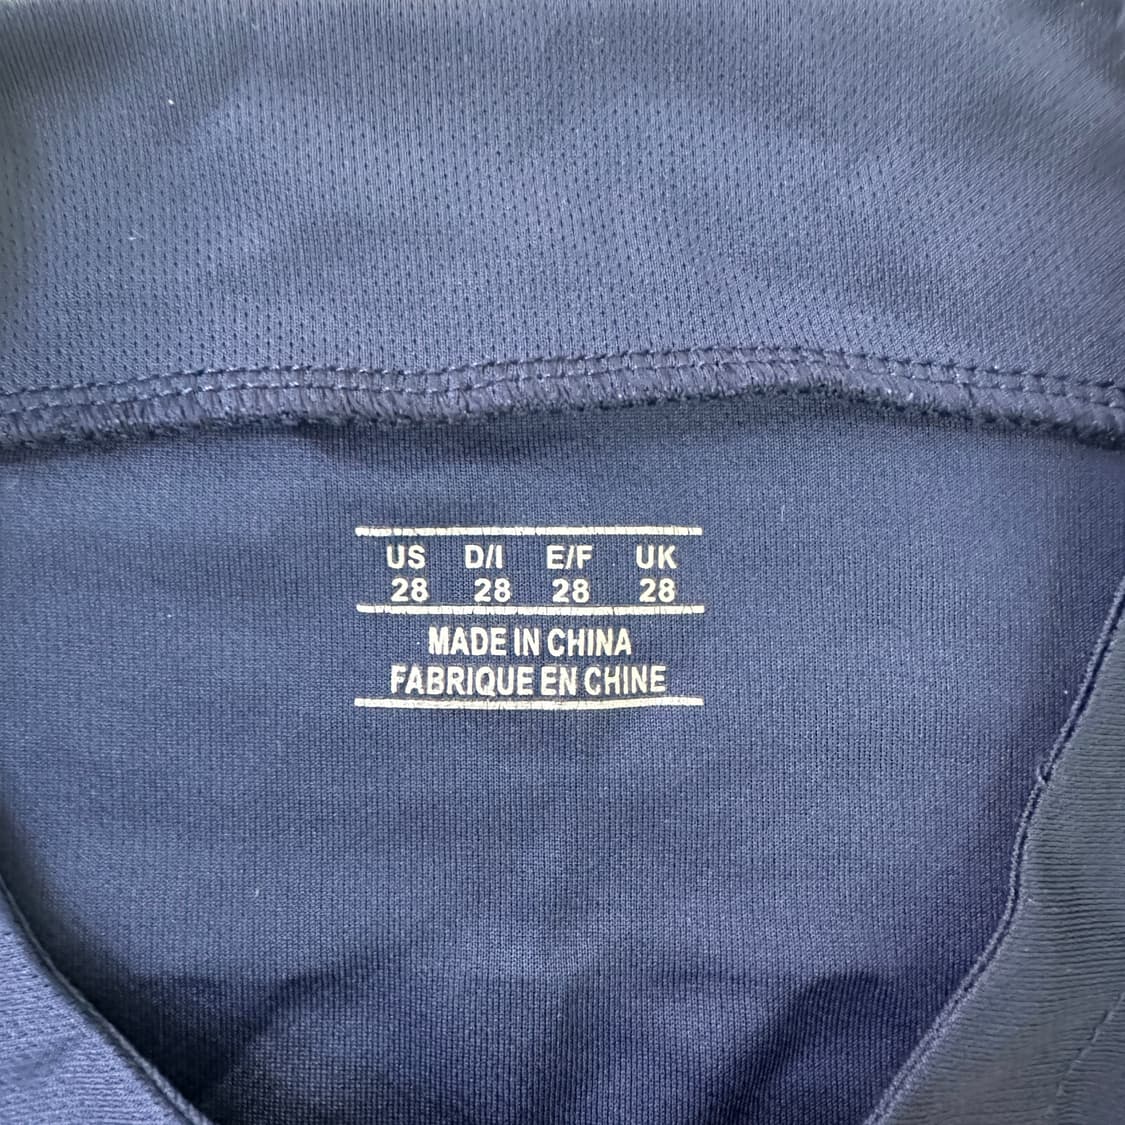 US D/I E/F UK
28 28 28 28
MADE IN CHINA
FABRIQUE EN CHINE